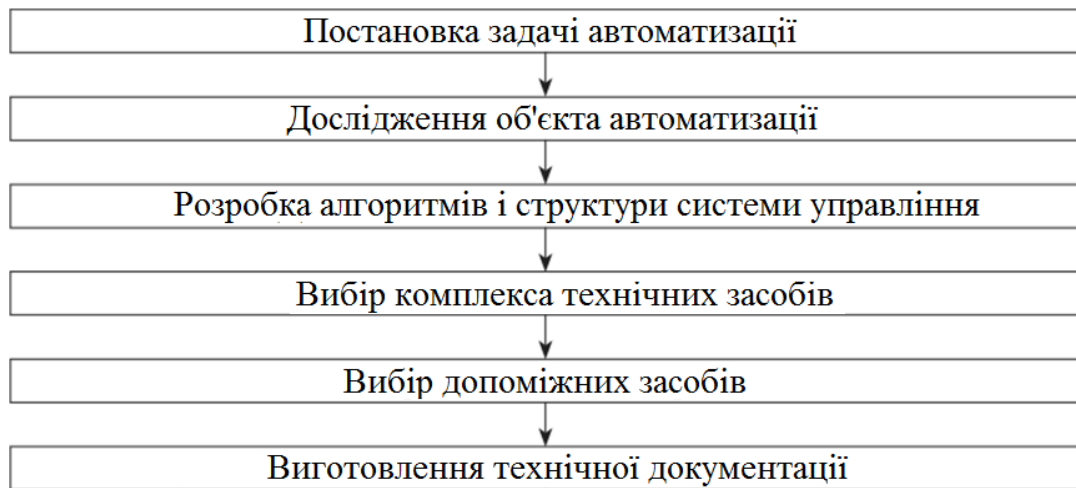 Постановка задачі автоматизації
Дослідження об'єкта автоматизації
Розробка алгоритмів і структури системи управління
Вибір комплекса технічних засобів
Вибір допоміжних засобів
Виготовлення технічної документації